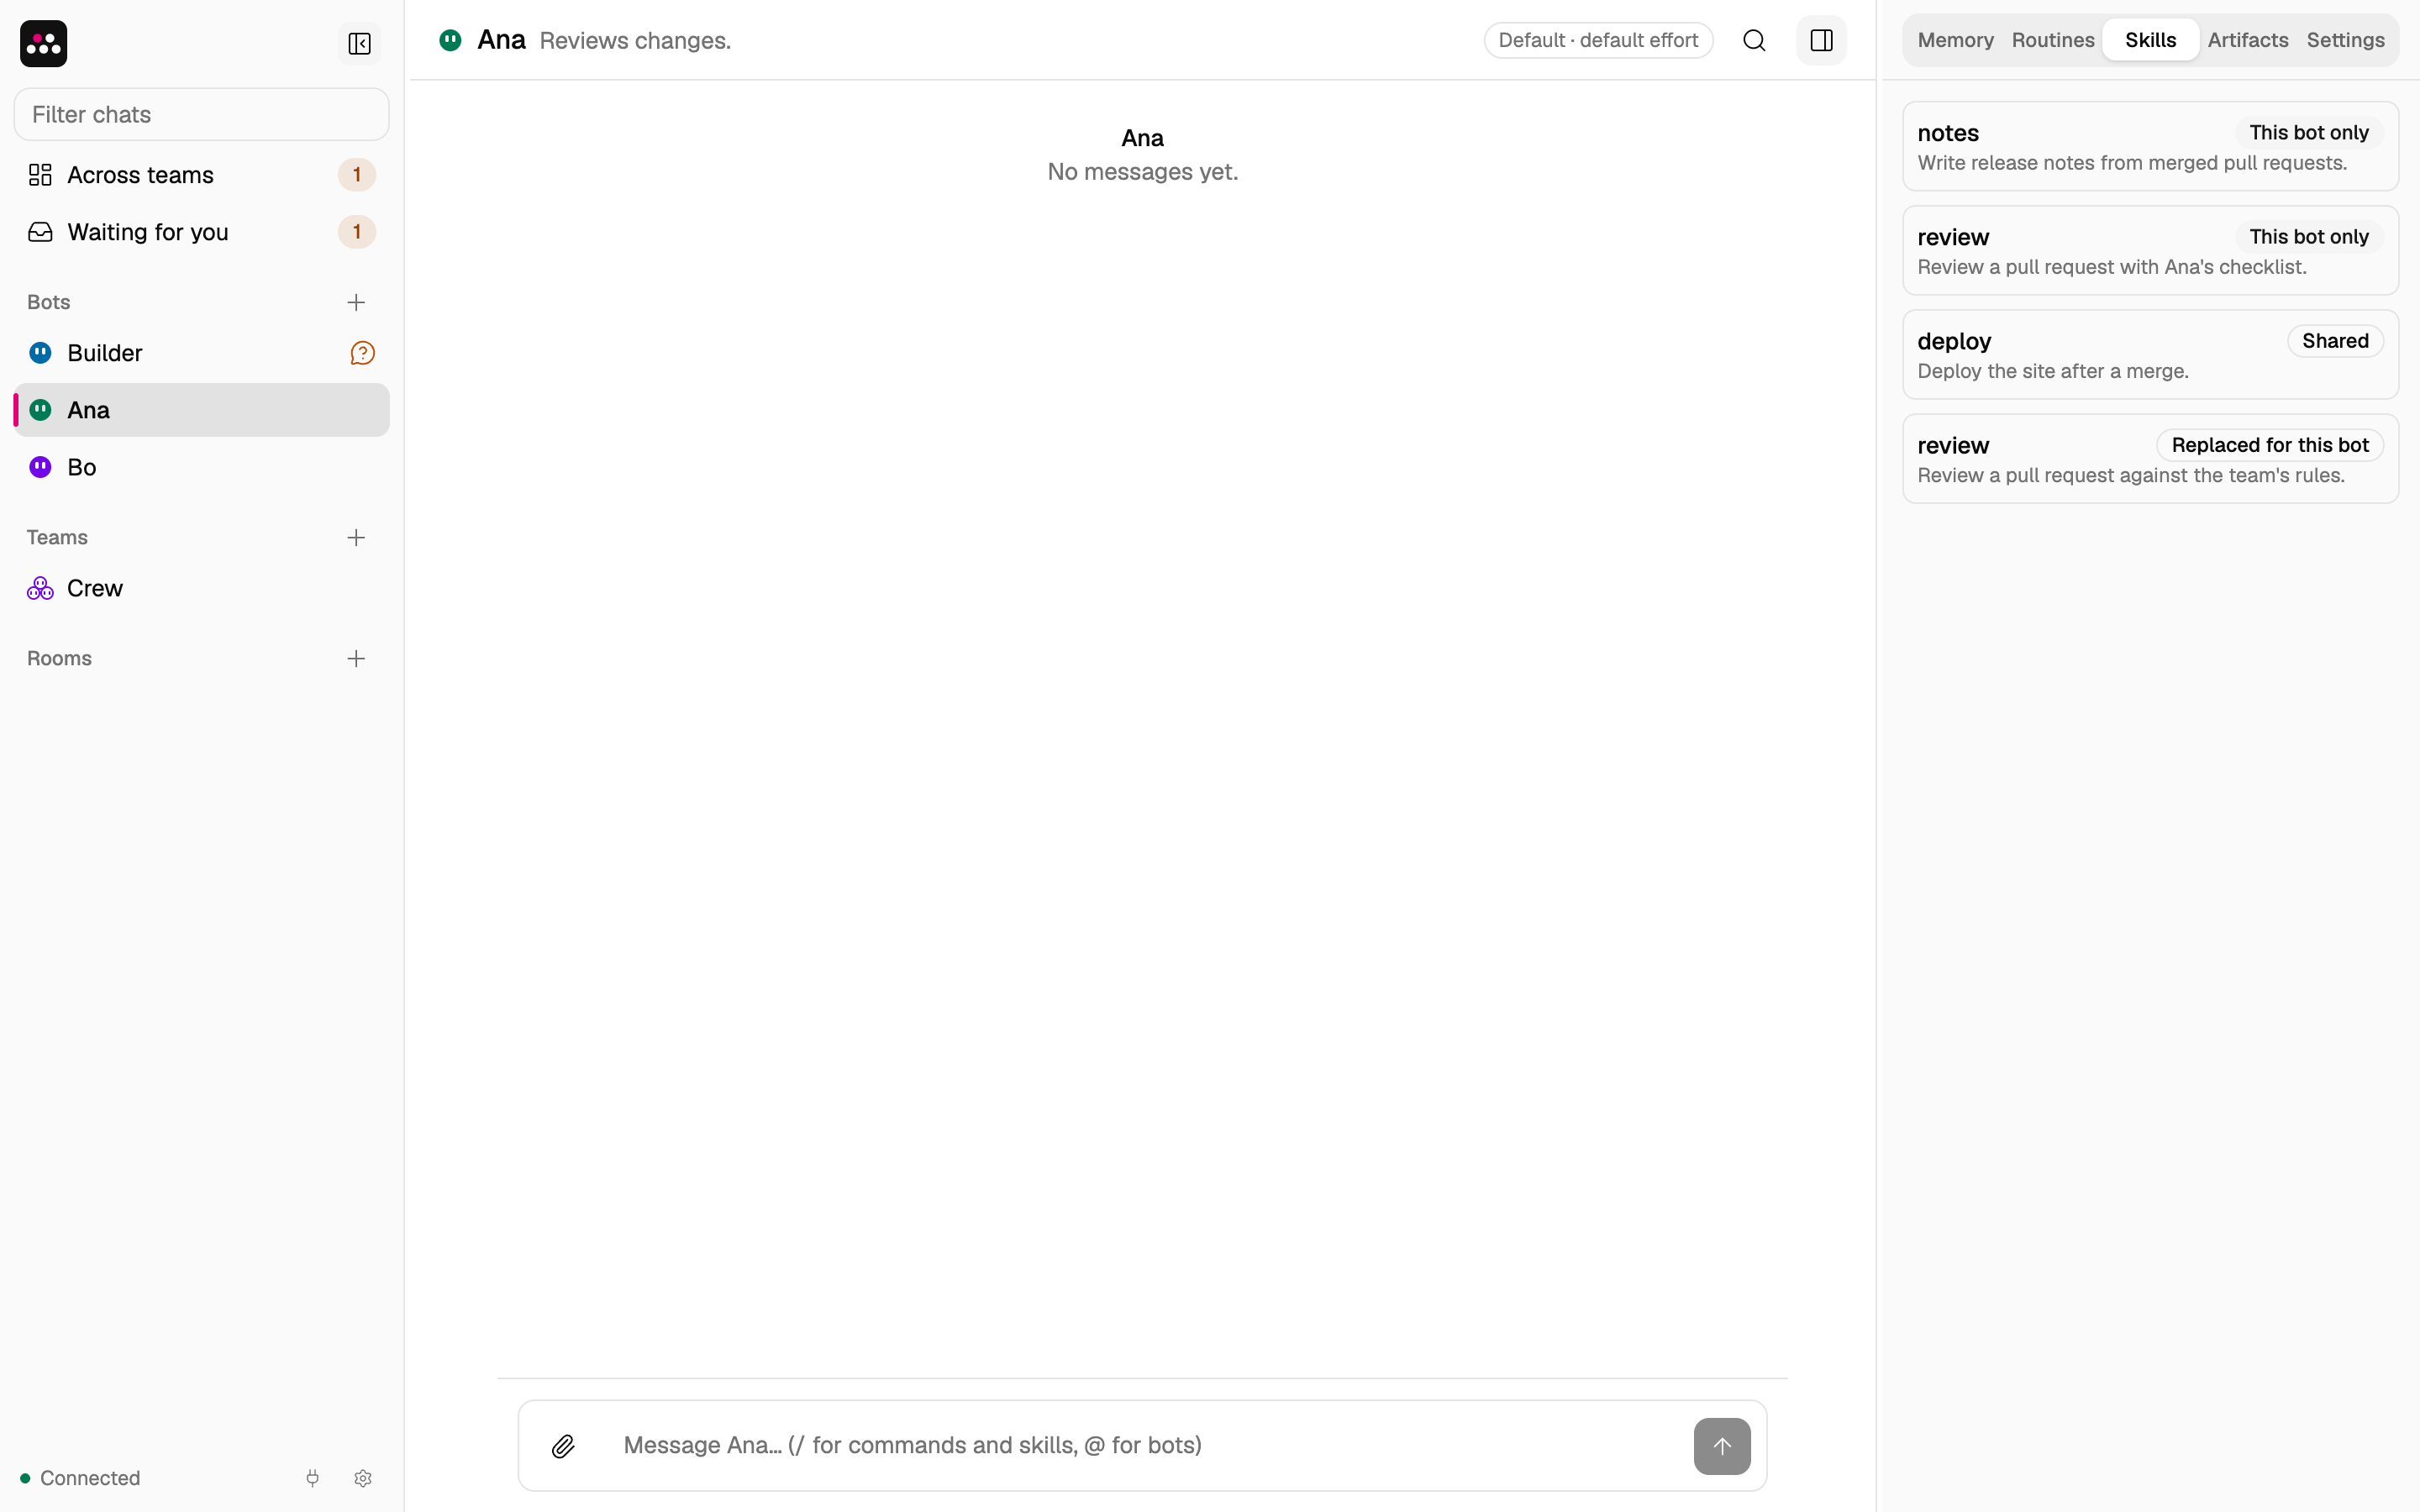 Filter chats
Across teams 1
Waiting for you 1
Bots
Builder
Ana
Bo
Teams
Crew
Rooms
Connected
Ana Reviews changes.
Default · default effort
Ana
No messages yet.
Message Ana... (/ for commands and skills, @ for bots)
Memory Routines Skills Artifacts Settings
notes This bot only
Write release notes from merged pull requests.
review This bot only
Review a pull request with Ana's checklist.
deploy Shared
Deploy the site after a merge.
review Replaced for this bot
Review a pull request against the team's rules.